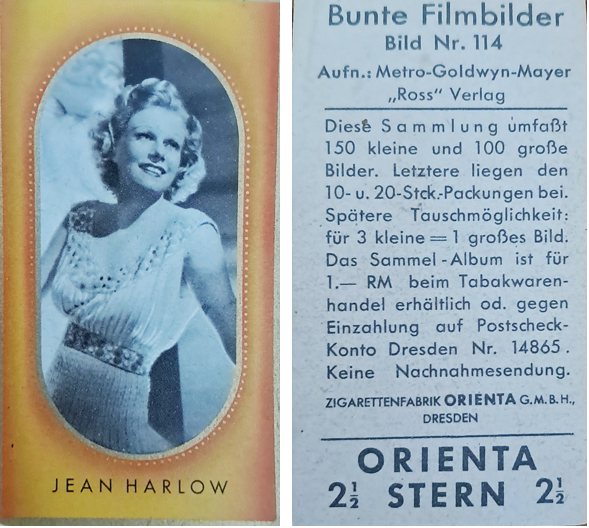 JEAN HARLOW
Bunte Filmbilder
Bild Nr. 114
Aufn.: Metro-Goldwyn-Mayer
„Ross“ Verlag
Diese Sammlung umfaßt
150 kleine und 100 große
Bilder. Letztere liegen den
10- u. 20-Stck.-Packungen bei.
Spätere Tauschmöglichkeit:
für 3 kleine = 1 großes Bild.
Das Sammel-Album ist für
1.— RM beim Tabakwaren-
handel erhältlich od. gegen
Einzahlung auf Postscheck-
Konto Dresden Nr. 14865.
Keine Nachnahmesendung.
ZIGARETTENFABRIK ORIENTA G.M.B.H.,
DRESDEN
ORIENTA
2½ STERN 2½